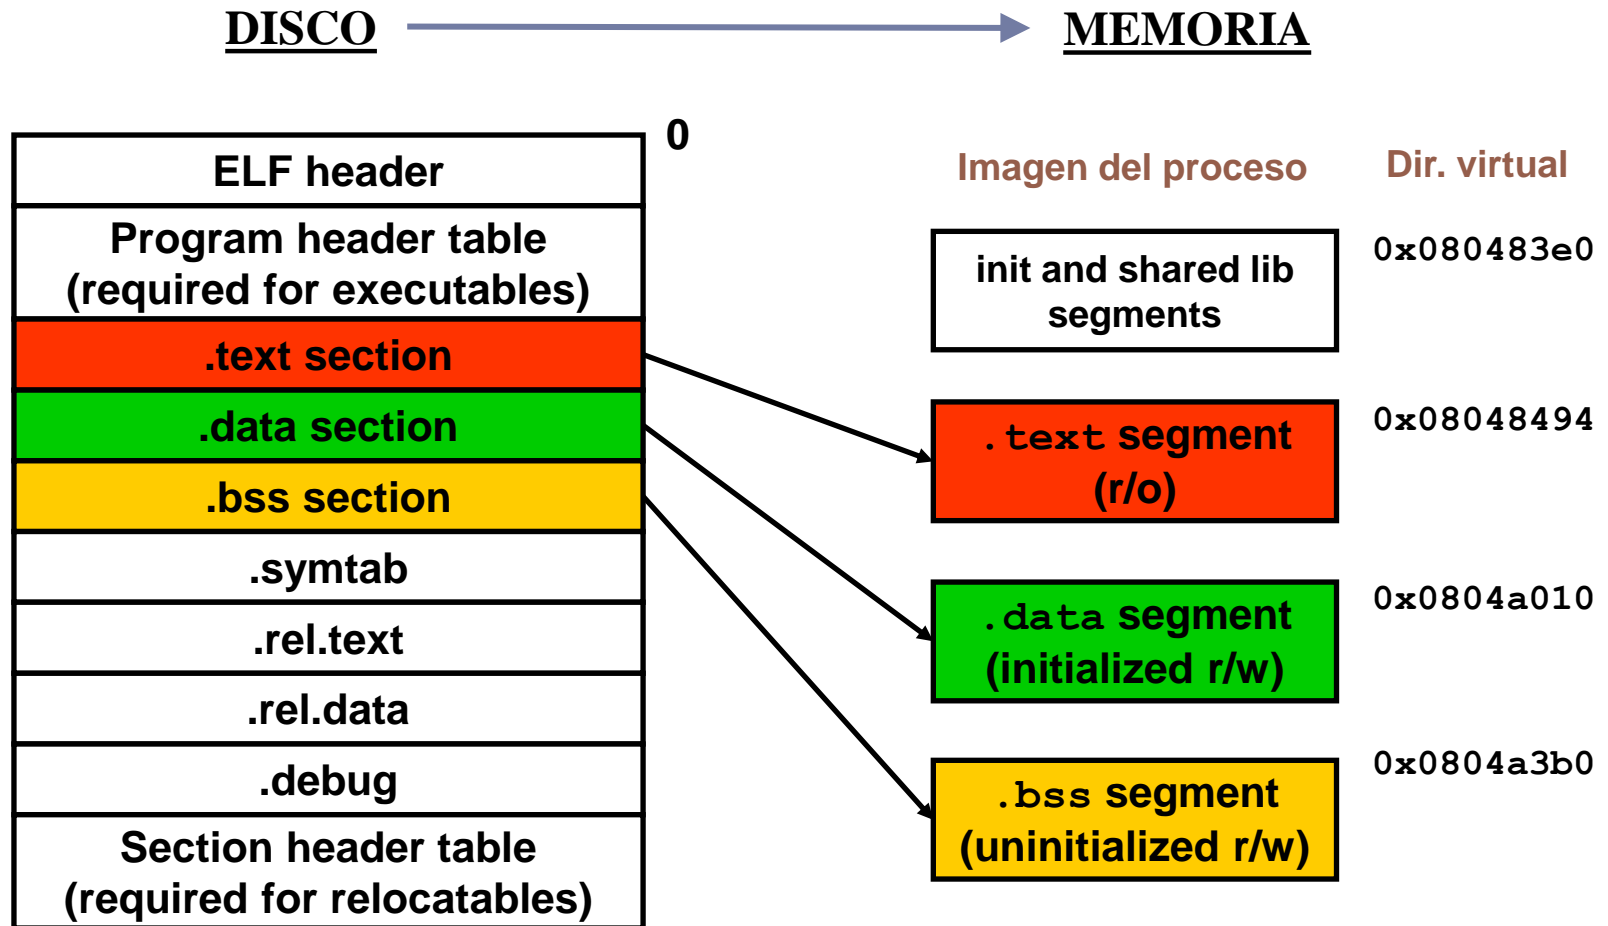 DISCO
MEMORIA
0
ELF header
Program header table
(required for executables)
.text section
.data section
.bss section
.symtab
.rel.text
.rel.data
.debug
Section header table
(required for relocatables)
Imagen del proceso
Dir. virtual
init and shared lib
segments
0x080483e0
.text segment
(r/o)
0x08048494
.data segment
(initialized r/w)
0x0804a010
.bss segment
(uninitialized r/w)
0x0804a3b0